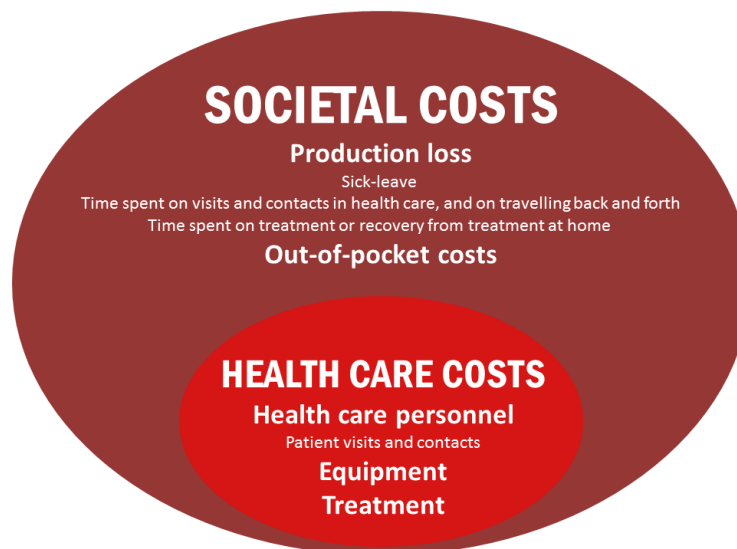 SOCIETAL COSTS
Production loss
Sick-leave
Time spent on visits and contacts in health care, and on travelling back and forth
Time spent on treatment or recovery from treatment at home
Out-of-pocket costs
HEALTH CARE COSTS
Health care personnel
Patient visits and contacts
Equipment
Treatment